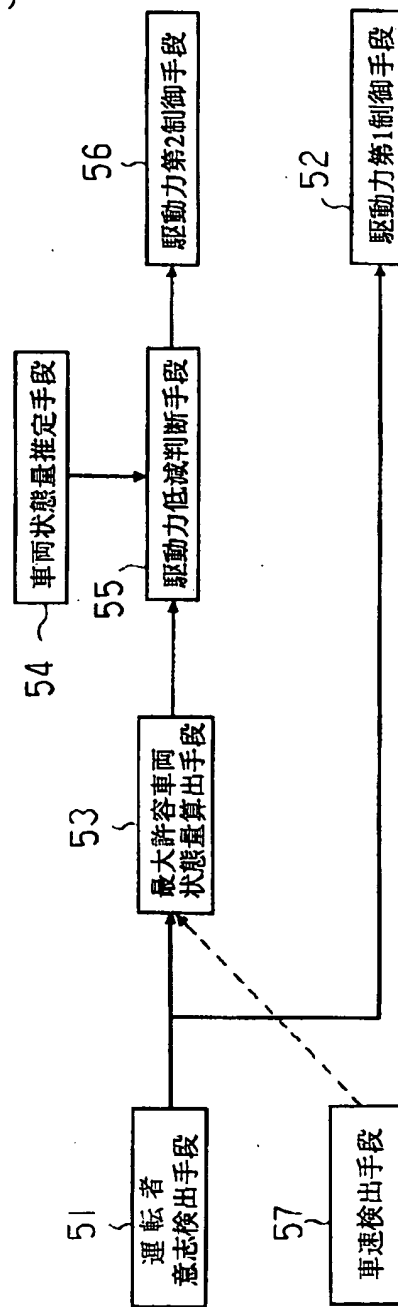 51
運転者
意志検出手段
57
車速検出手段
53
最大許容車両
状態量算出手段
54
車両状態量推定手段
55
駆動力低減判断手段
56
駆動力第2制御手段
52
駆動力第1制御手段